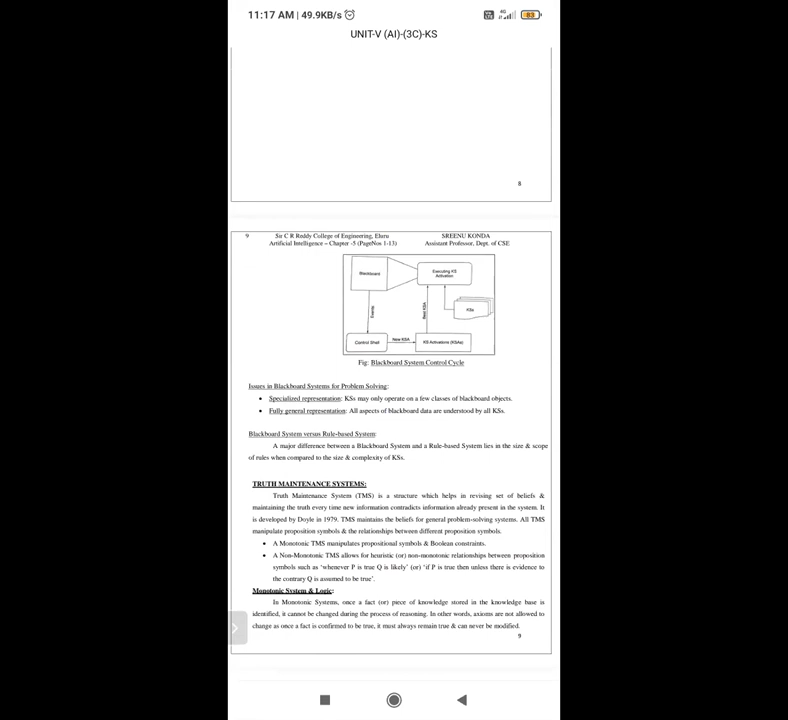 11:17 AM | 49.9KB/s
4G
83
UNIT-V (AI)-(3C)-KS
8
9 Sir C R Reddy College of Engineering, Eluru SREENU KONDA
Artificial Intelligence – Chapter -5 (PageNos 1-13) Assistant Professor, Dept. of CSE
Blackboard
Executing KS
Activation
Events
Next KSA
KSs
Control Shell
New KSA
KS Activations (KSAs)
Fig: Blackboard System Control Cycle
Issues in Blackboard Systems for Problem Solving:
• Specialized representation: KSs may only operate on a few classes of blackboard objects.
• Fully general representation: All aspects of blackboard data are understood by all KSs.
Blackboard System versus Rule-based System:
A major difference between a Blackboard System and a Rule-based System lies in the size & scope
of rules when compared to the size & complexity of KSs.
TRUTH MAINTENANCE SYSTEMS:
Truth Maintenance System (TMS) is a structure which helps in revising set of beliefs &
maintaining the truth every time new information contradicts information already present in the system. It
is developed by Doyle in 1979. TMS maintains the beliefs for general problem-solving systems. All TMS
manipulate proposition symbols & the relationships between different proposition symbols.
• A Monotonic TMS manipulates propositional symbols & Boolean constraints.
• A Non-Monotonic TMS allows for heuristic (or) non-monotonic relationships between proposition
symbols such as ‘whenever P is true Q is likely’ (or) ‘if P is true then unless there is evidence to
the contrary Q is assumed to be true’.
Monotonic System & Logic:
In Monotonic Systems, once a fact (or) piece of knowledge stored in the knowledge base is
identified, it cannot be changed during the process of reasoning. In other words, axioms are not allowed to
change as once a fact is confirmed to be true, it must always remain true & can never be modified.
9